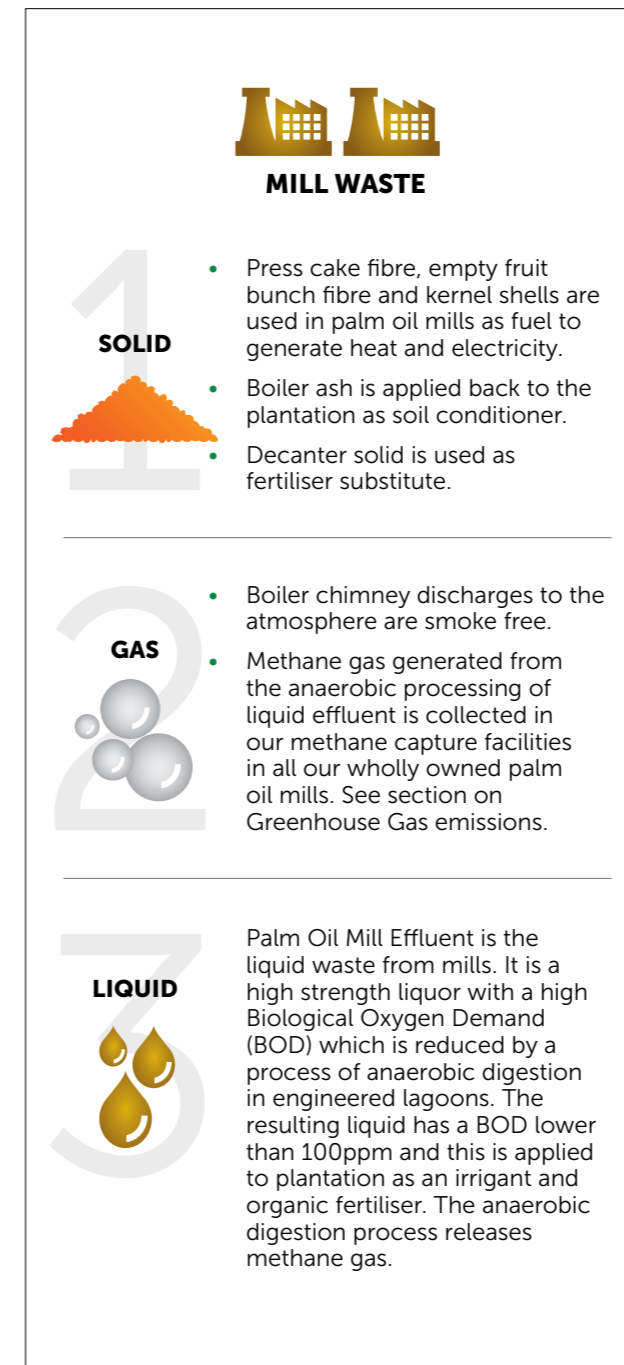 MILL WASTE
1
SOLID
• Press cake fibre, empty fruit
bunch fibre and kernel shells are
used in palm oil mills as fuel to
generate heat and electricity.
• Boiler ash is applied back to the
plantation as soil conditioner.
• Decanter solid is used as
fertiliser substitute.
2
GAS
• Boiler chimney discharges to the
atmosphere are smoke free.
• Methane gas generated from
the anaerobic processing of
liquid effluent is collected in
our methane capture facilities
in all our wholly owned palm
oil mills. See section on
Greenhouse Gas emissions.
3
LIQUID
Palm Oil Mill Effluent is the
liquid waste from mills. It is a
high strength liquor with a high
Biological Oxygen Demand
(BOD) which is reduced by a
process of anaerobic digestion
in engineered lagoons. The
resulting liquid has a BOD lower
than 100ppm and this is applied
to plantation as an irrigant and
organic fertiliser. The anaerobic
digestion process releases
methane gas.